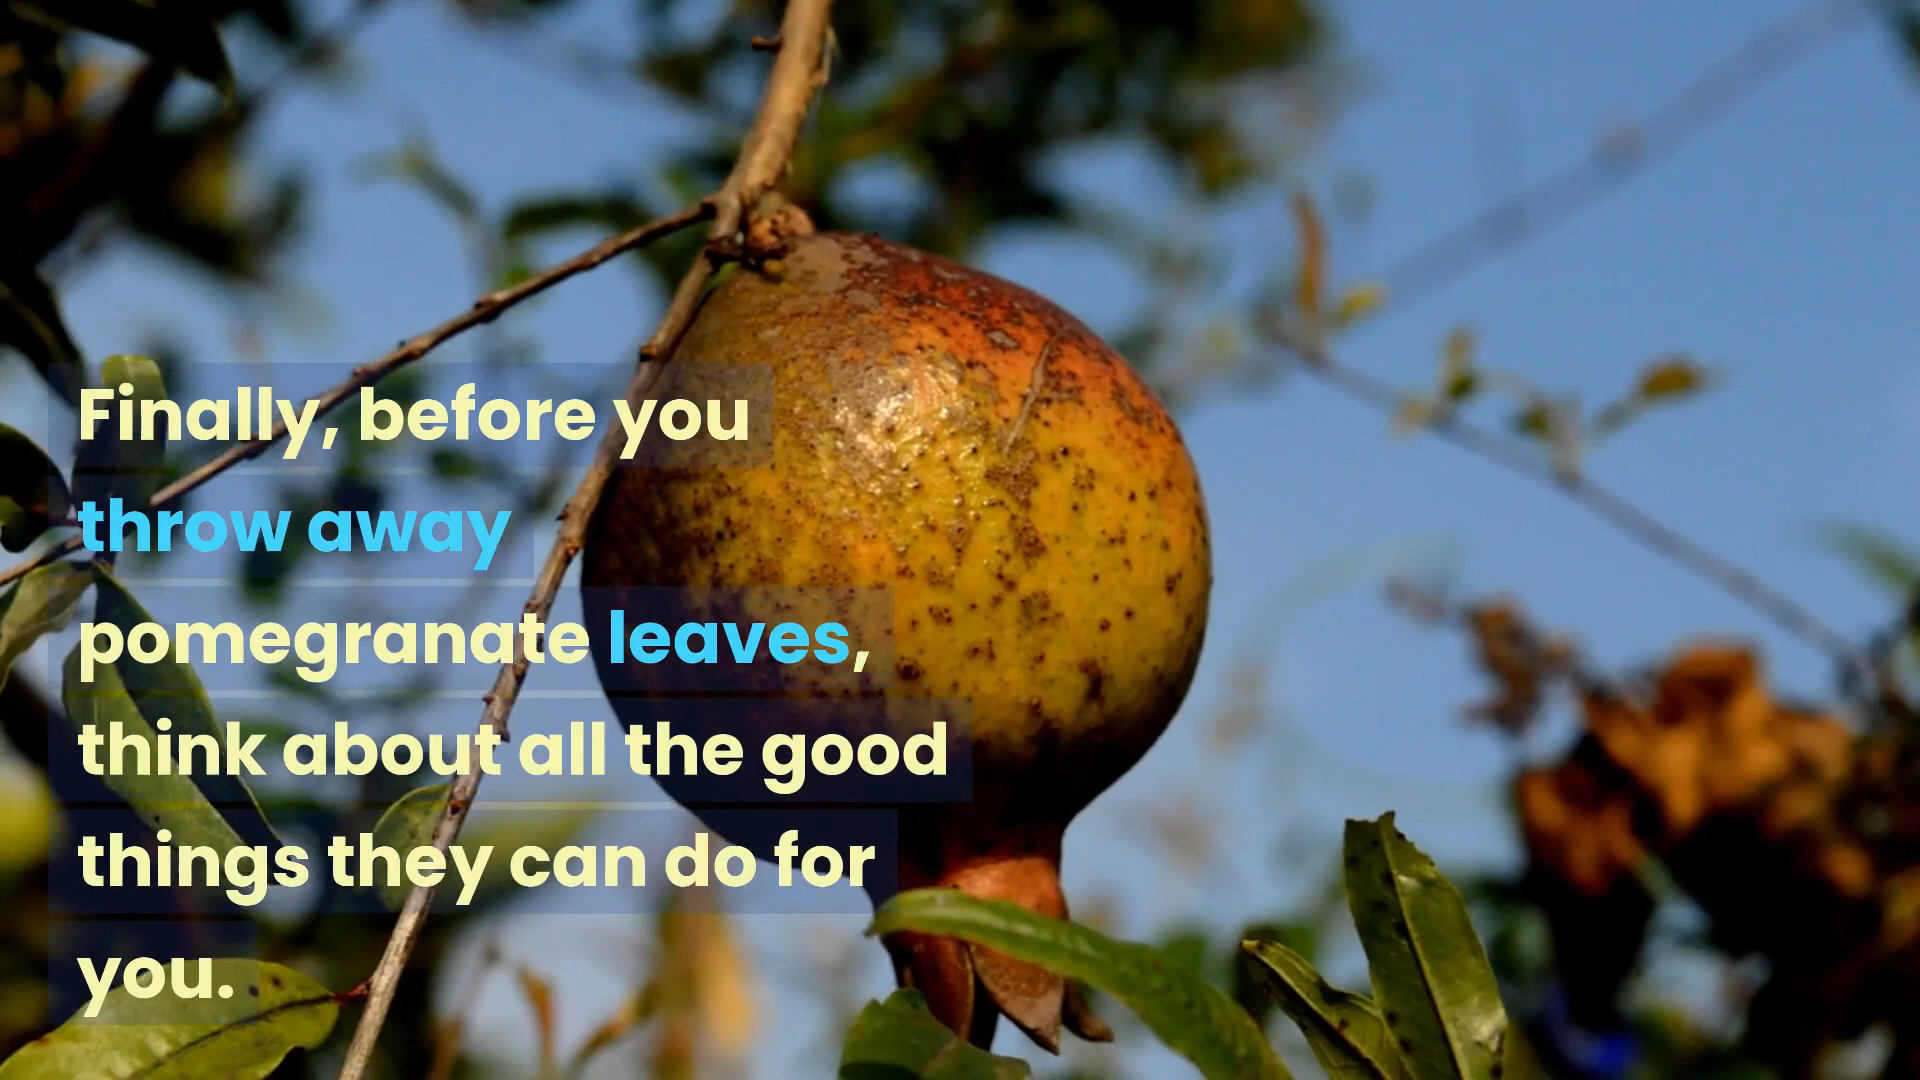 Finally, before you
throw away
pomegranate leaves,
think about all the good
things they can do for
you.